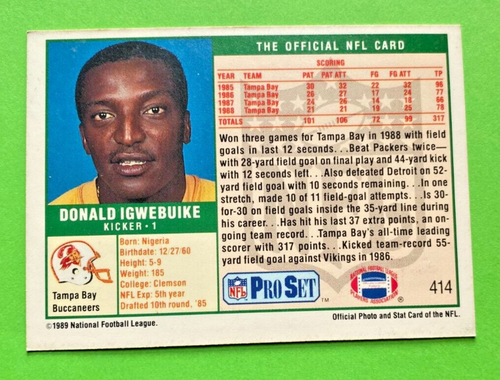 THE OFFICIAL NFL CARD
SCORING
YEAR TEAM PAT PAT ATT FG FG ATT TP
1985 Tampa Bay 30 32 22 32 96
1986 Tampa Bay 26 27 17 24 77
1987 Tampa Bay 24 26 14 18 66
1988 Tampa Bay 21 21 19 25 78
TOTALS 101 106 72 99 317
Won three games for Tampa Bay in 1988 with field
goals in last 12 seconds...Beat Packers twice—
with 28-yard field goal on final play and 44-yard kick
with 12 seconds left...Also defeated Detroit on 52-
yard field goal with 10 seconds remaining...In one
stretch, made 10 of 11 field-goal attempts...Is 30-
for-30 on field goals inside the 35-yard line during
his career...Has hit his last 37 extra points, an on-
going team record...Tampa Bay's all-time leading
scorer with 317 points...Kicked team-record 55-
yard field goal against Vikings in 1986.
DONALD IGWEBUIKE
KICKER • 1
Tampa Bay
Buccaneers
Born: Nigeria
Birthdate: 12/27/60
Height: 5-9
Weight: 185
College: Clemson
NFL Exp: 5th year
Drafted 10th round, '85
NFL PRO SET
NATIONAL FOOTBALL LEAGUE
PLAYERS ASSOCIATION
414
©1989 National Football League.
Official Photo and Stat Card of the NFL.